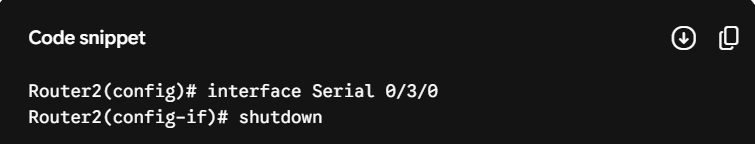 Code snippet
Router2(config)# interface Serial 0/3/0
Router2(config-if)# shutdown